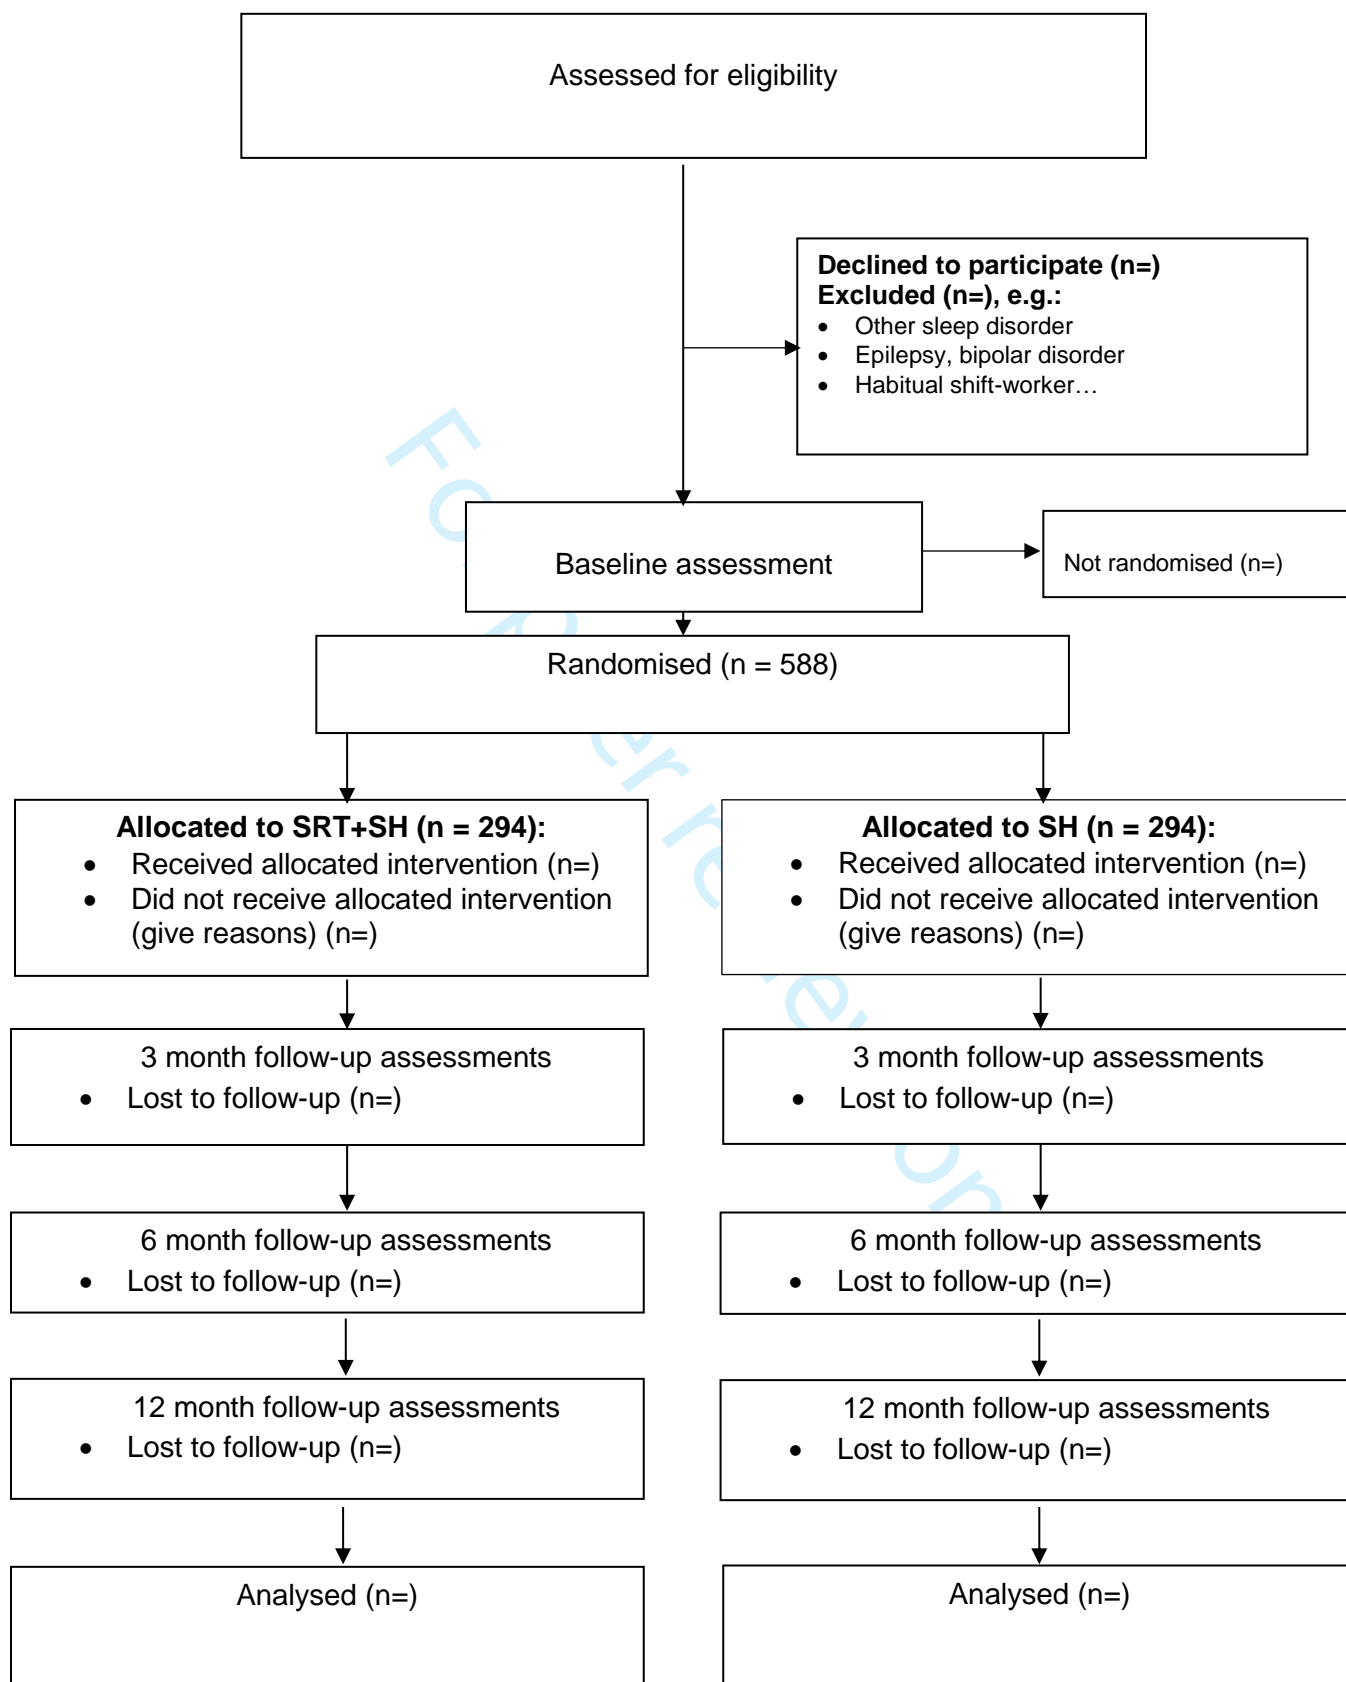 Assessed for eligibility
Declined to participate (n=)
Excluded (n=), e.g.:
• Other sleep disorder
• Epilepsy, bipolar disorder
• Habitual shift-worker…
Baseline assessment
Not randomised (n=)
Randomised (n = 588)
Allocated to SRT+SH (n = 294):
• Received allocated intervention (n=)
• Did not receive allocated intervention
(give reasons) (n=)
Allocated to SH (n = 294):
• Received allocated intervention (n=)
• Did not receive allocated intervention
(give reasons) (n=)
3 month follow-up assessments
• Lost to follow-up (n=)
3 month follow-up assessments
• Lost to follow-up (n=)
6 month follow-up assessments
• Lost to follow-up (n=)
6 month follow-up assessments
• Lost to follow-up (n=)
12 month follow-up assessments
• Lost to follow-up (n=)
12 month follow-up assessments
• Lost to follow-up (n=)
Analysed (n=)
Analysed (n=)